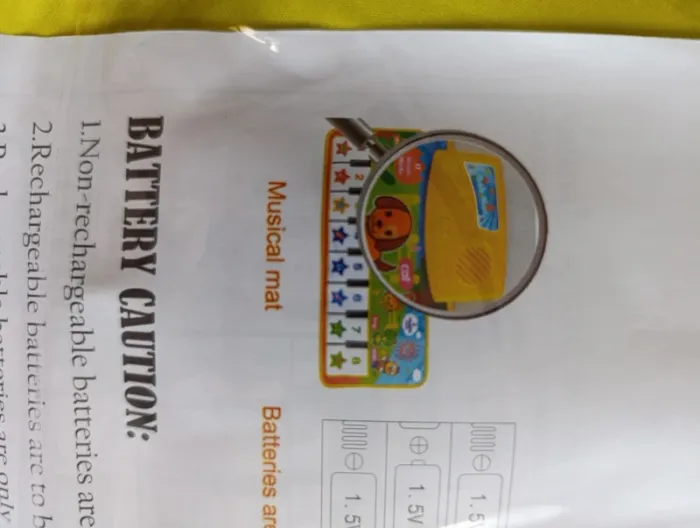 1.5
1.5V
1.5V
Musical mat
Batteries are
BATTERY CAUTION:
1.Non-rechargeable batteries are
2.Rechargeable batteries are to b